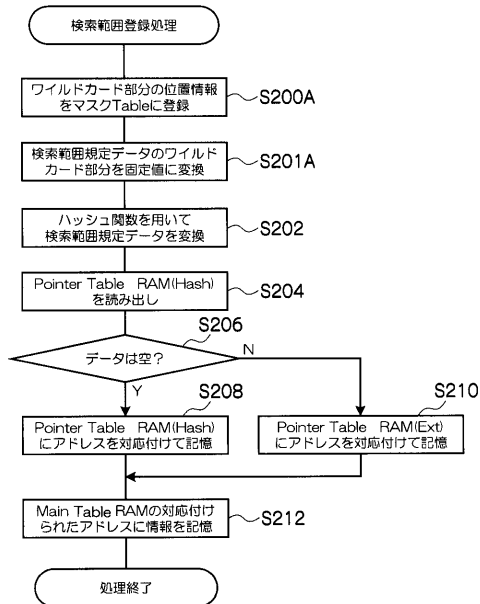 検索範囲登録処理
ワイルドカード部分の位置情報
をマスクTableに登録
S200A
検索範囲規定データのワイルド
カード部分を固定値に変換
S201A
ハッシュ関数を用いて
検索範囲規定データを変換
S202
Pointer Table RAM(Hash)
を読み出し
S204
S206
データは空?
N
Y
S208
S210
Pointer Table RAM(Hash)
にアドレスを対応付けて記憶
Pointer Table RAM(Ext)
にアドレスを対応付けて記憶
Main Table RAMの対応付け
られたアドレスに情報を記憶
S212
処理終了